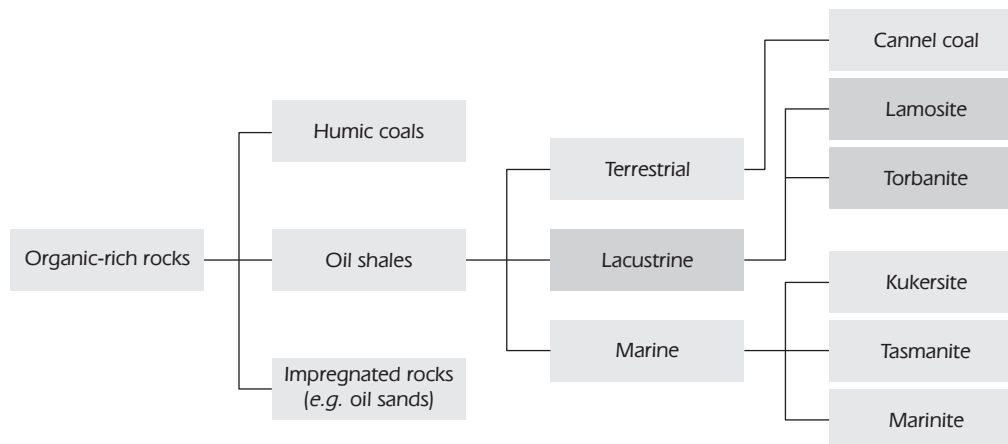 Organic-rich rocks
Humic coals
Oil shales
Impregnated rocks
(e.g. oil sands)
Terrestrial
Lacustrine
Marine
Cannel coal
Lamosite
Torbanite
Kukersite
Tasmanite
Marinite